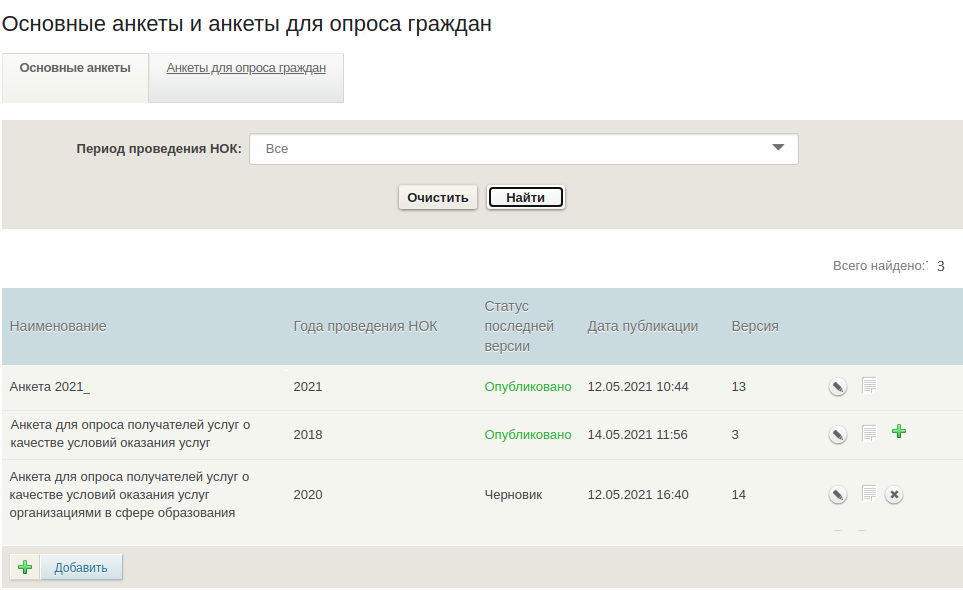 Основные анкеты и анкеты для опроса граждан
Основные анкеты
Анкеты для опроса граждан
Период проведения НОК:
Все
Очистить
Найти
Всего найдено: 3
Наименование
Года проведения НОК
Статус
последней
версии
Дата публикации
Версия
Анкета 2021_
2021
Опубликовано
12.05.2021 10:44
13
Анкета для опроса получателей услуг о
качестве условий оказания услуг
2018
Опубликовано
14.05.2021 11:56
3
Анкета для опроса получателей услуг о
качестве условий оказания услуг
организациями в сфере образования
2020
Черновик
12.05.2021 16:40
14
Добавить